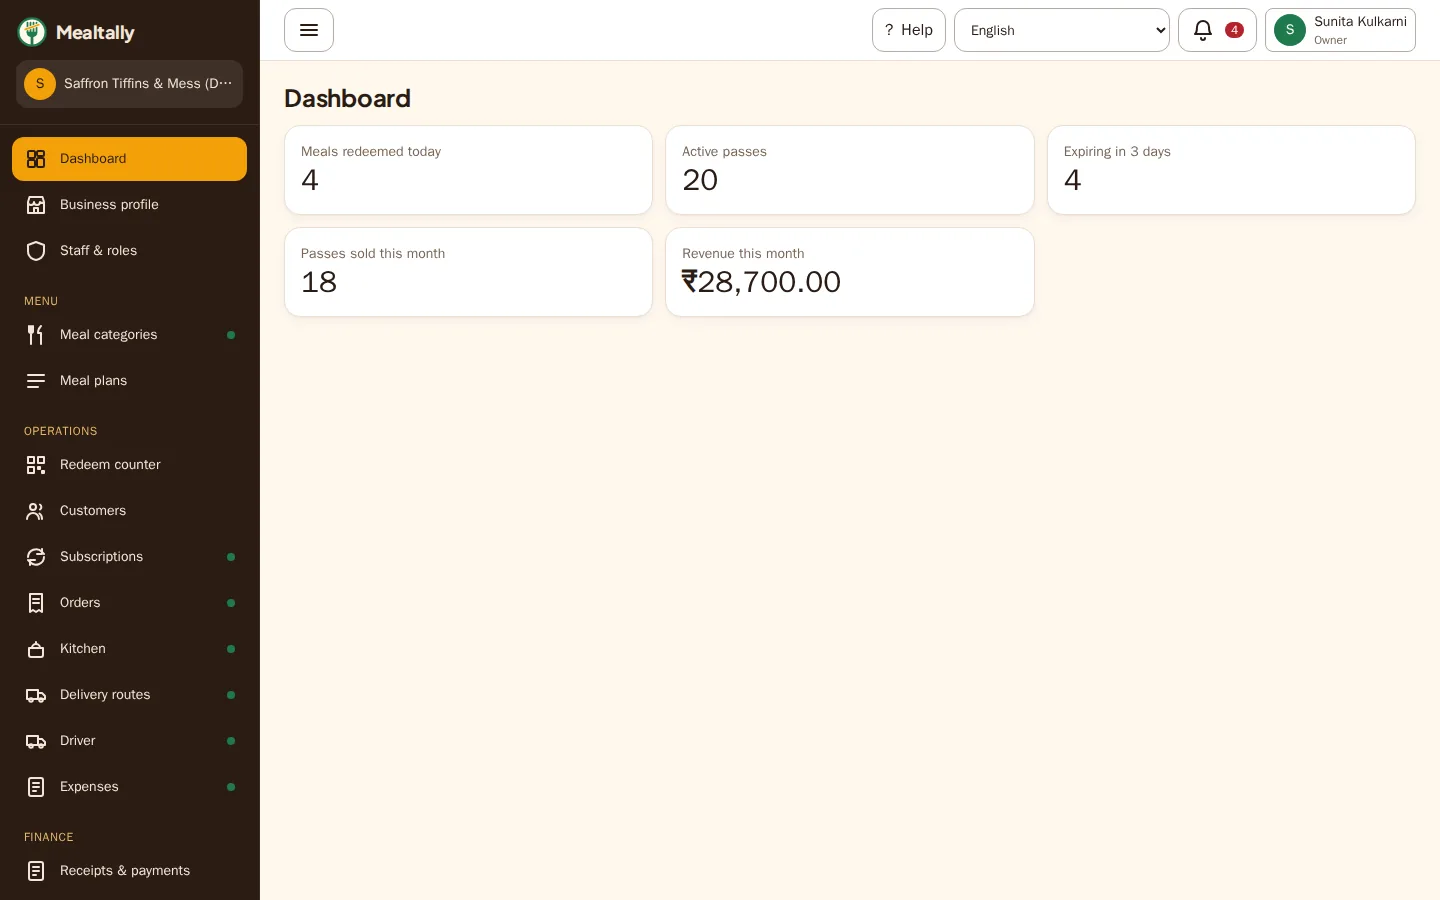 Mealtally
S
Saffron Tiffins & Mess (D···
Dashboard
Business profile
Staff & roles
MENU
Meal categories
Meal plans
OPERATIONS
Redeem counter
Customers
Subscriptions
Orders
Kitchen
Delivery routes
Driver
Expenses
FINANCE
Receipts & payments
? Help
English
4
S
Sunita Kulkarni
Owner
Dashboard
Meals redeemed today
4
Active passes
20
Expiring in 3 days
4
Passes sold this month
18
Revenue this month
₹28,700.00